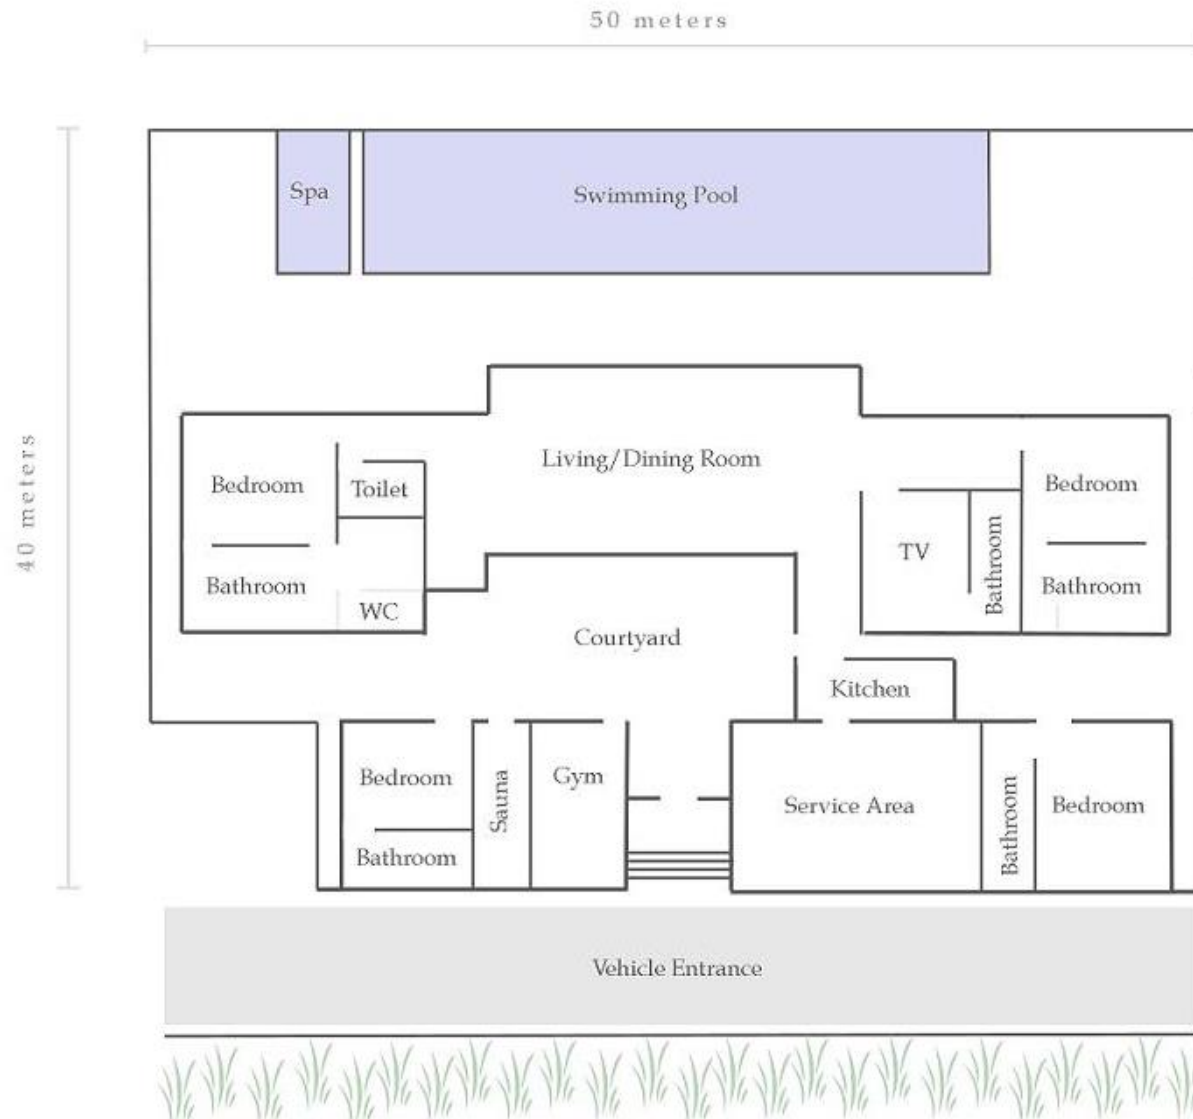 50 meters
40 meters
Spa
Swimming Pool
Living/Dining Room
Bedroom
Toilet
Bathroom
WC
TV
Bathroom
Bedroom
Bathroom
Courtyard
Kitchen
Bedroom
Bathroom
Sauna
Gym
Service Area
Bathroom
Bedroom
Vehicle Entrance